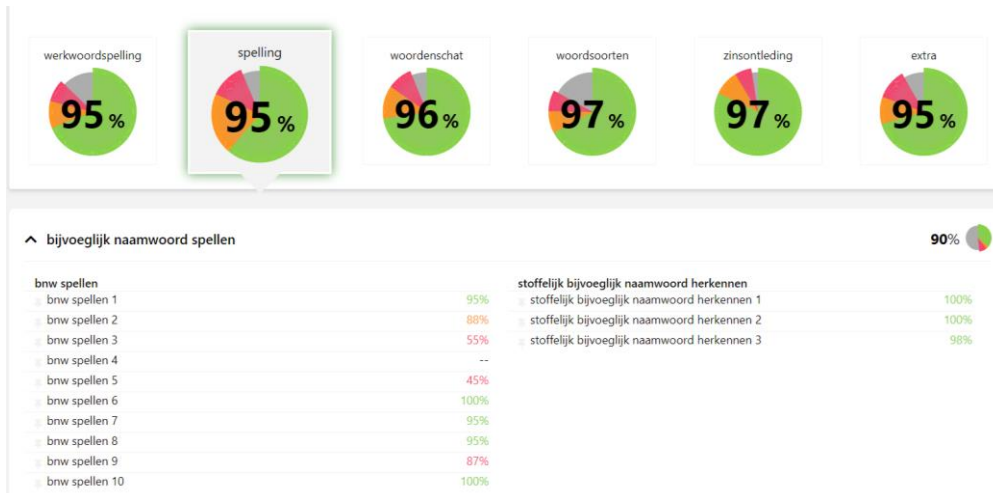 werkwoordspelling
95 %
spelling
95 %
woordenschat
96 %
woordsoorten
97 %
zinsontleding
97 %
extra
95 %
bijvoeglijk naamwoord spellen 90%
bnw spellen
bnw spellen 1 95%
bnw spellen 2 88%
bnw spellen 3 55%
bnw spellen 4 --
bnw spellen 5 45%
bnw spellen 6 100%
bnw spellen 7 95%
bnw spellen 8 95%
bnw spellen 9 87%
bnw spellen 10 100%
stoffelijk bijvoeglijk naamwoord herkennen
stoffelijk bijvoeglijk naamwoord herkennen 1 100%
stoffelijk bijvoeglijk naamwoord herkennen 2 100%
stoffelijk bijvoeglijk naamwoord herkennen 3 98%